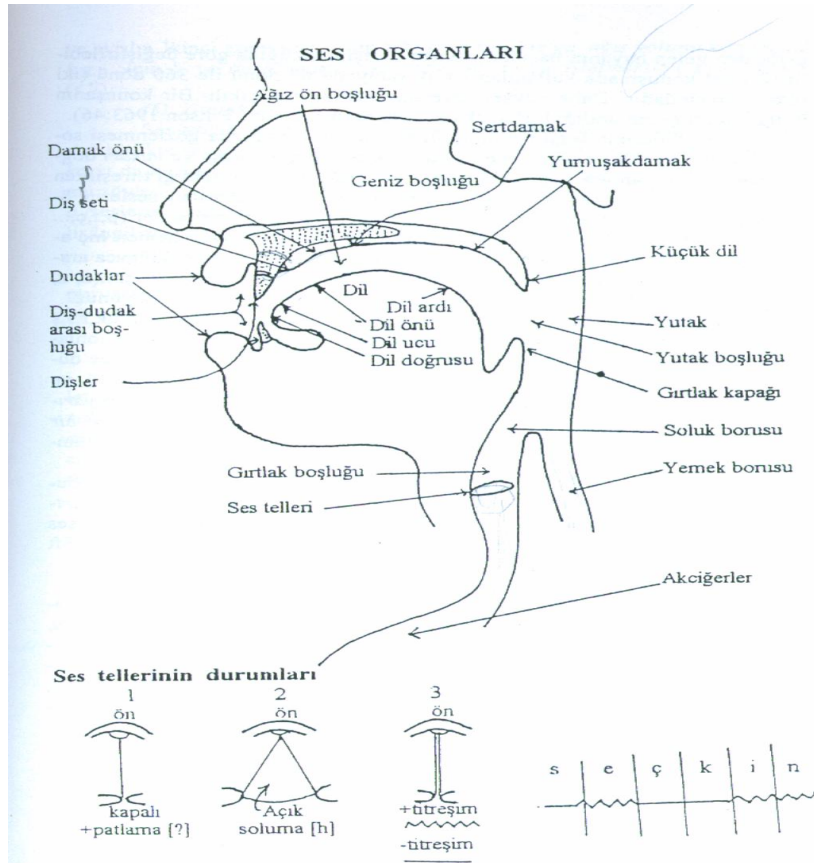 SES ORGANLARI
Ağız ön boşluğu
Sertdamak
Damak önü
Yumuşakdamak
Geniz boşluğu
Diş seti
Küçük dil
Dudaklar
Dil
Dil ardı
Diş-dudak
arası boş-
luğu
Dil önü
Yutak
Dil ucu
Yutak boşluğu
Dil doğrusu
Dişler
Gırtlak kapağı
Soluk borusu
Gırtlak boşluğu
Yemek borusu
Ses telleri
Akciğerler
Ses tellerinin durumları
1 2 3
ön ön ön
s e ç k i n
kapalı Açık +titreşim
+patlama [?] soluma [h]
-titreşim